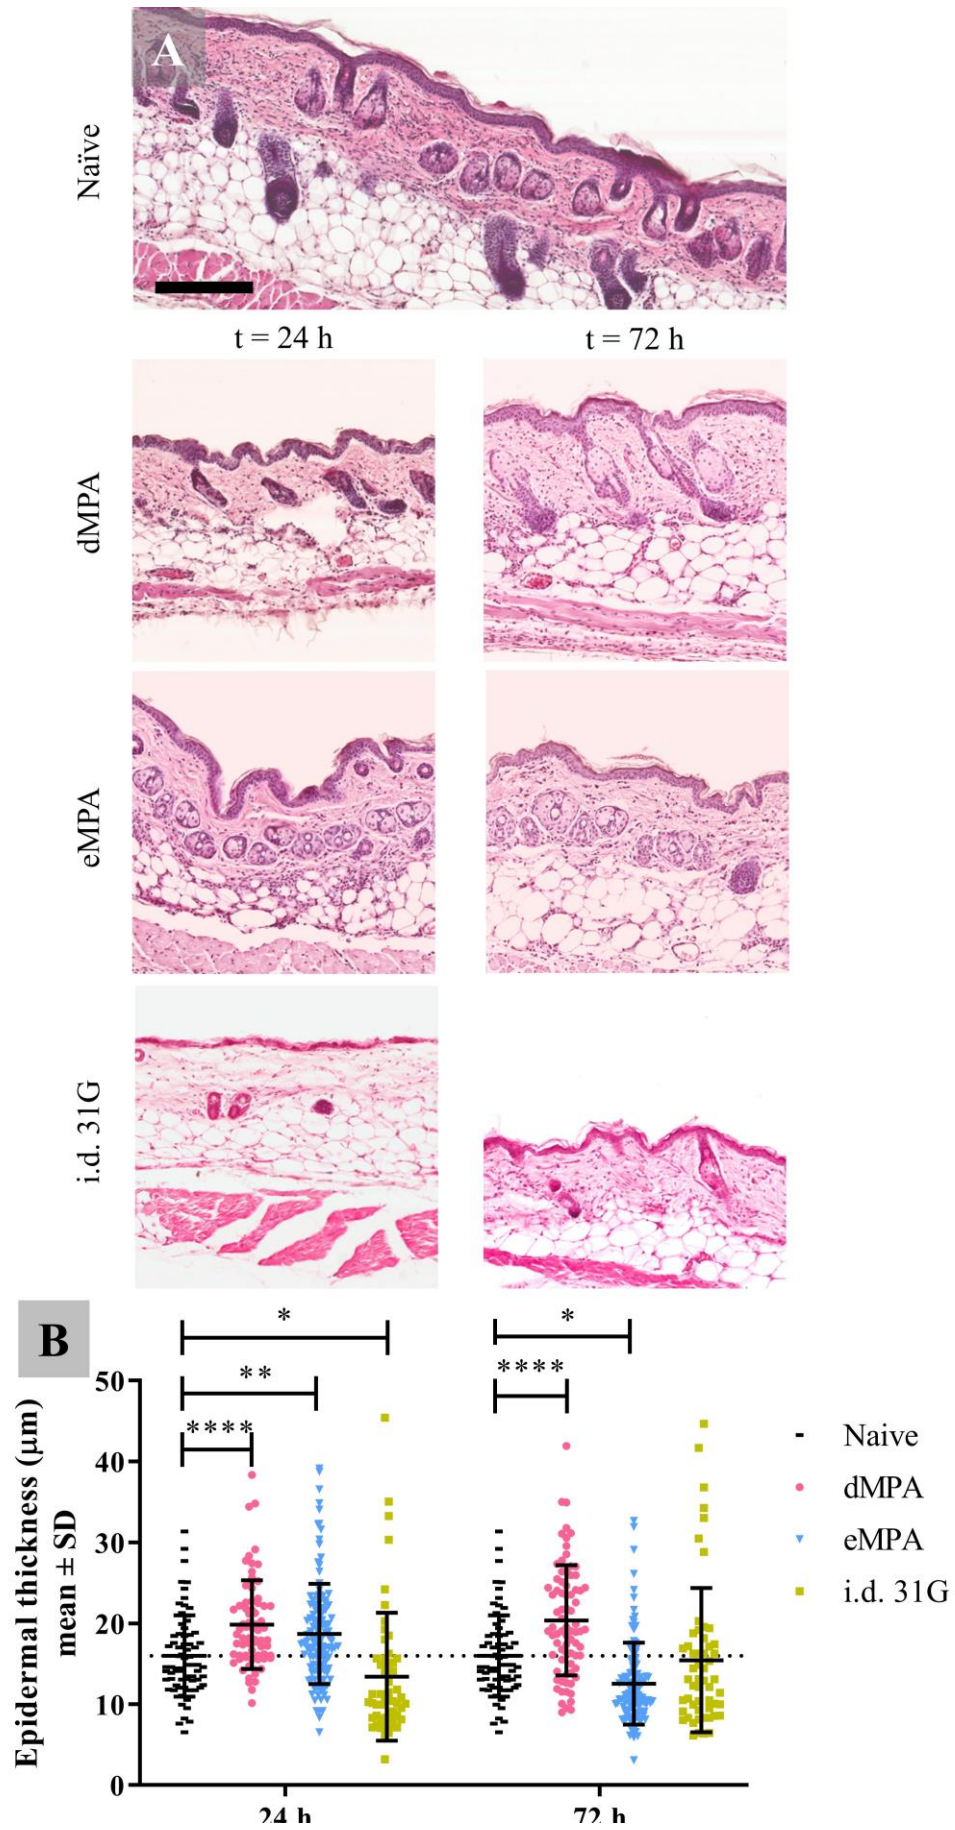 A
Naïve
t = 24 h
t = 72 h
dMPA
eMPA
i.d. 31G
B
*
*
**
****
****
Epidermal thickness (µm)
mean ± SD
50
40
30
20
10
0
24 h
72 h
Naive
dMPA
eMPA
i.d. 31G